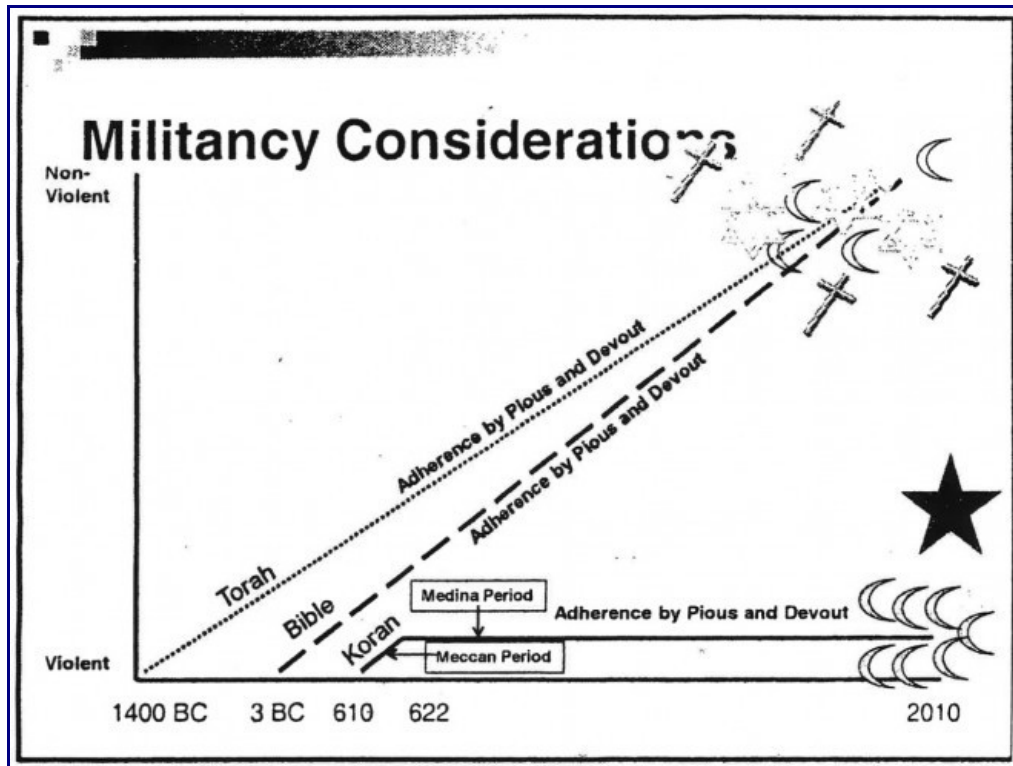 Militancy Considerations
Non-
Violent
Adherence by Pious and Devout
Adherence by Pious and Devout
Torah
Bible
Koran
Medina Period
Adherence by Pious and Devout
Meccan Period
Violent
1400 BC 3 BC 610 622 2010